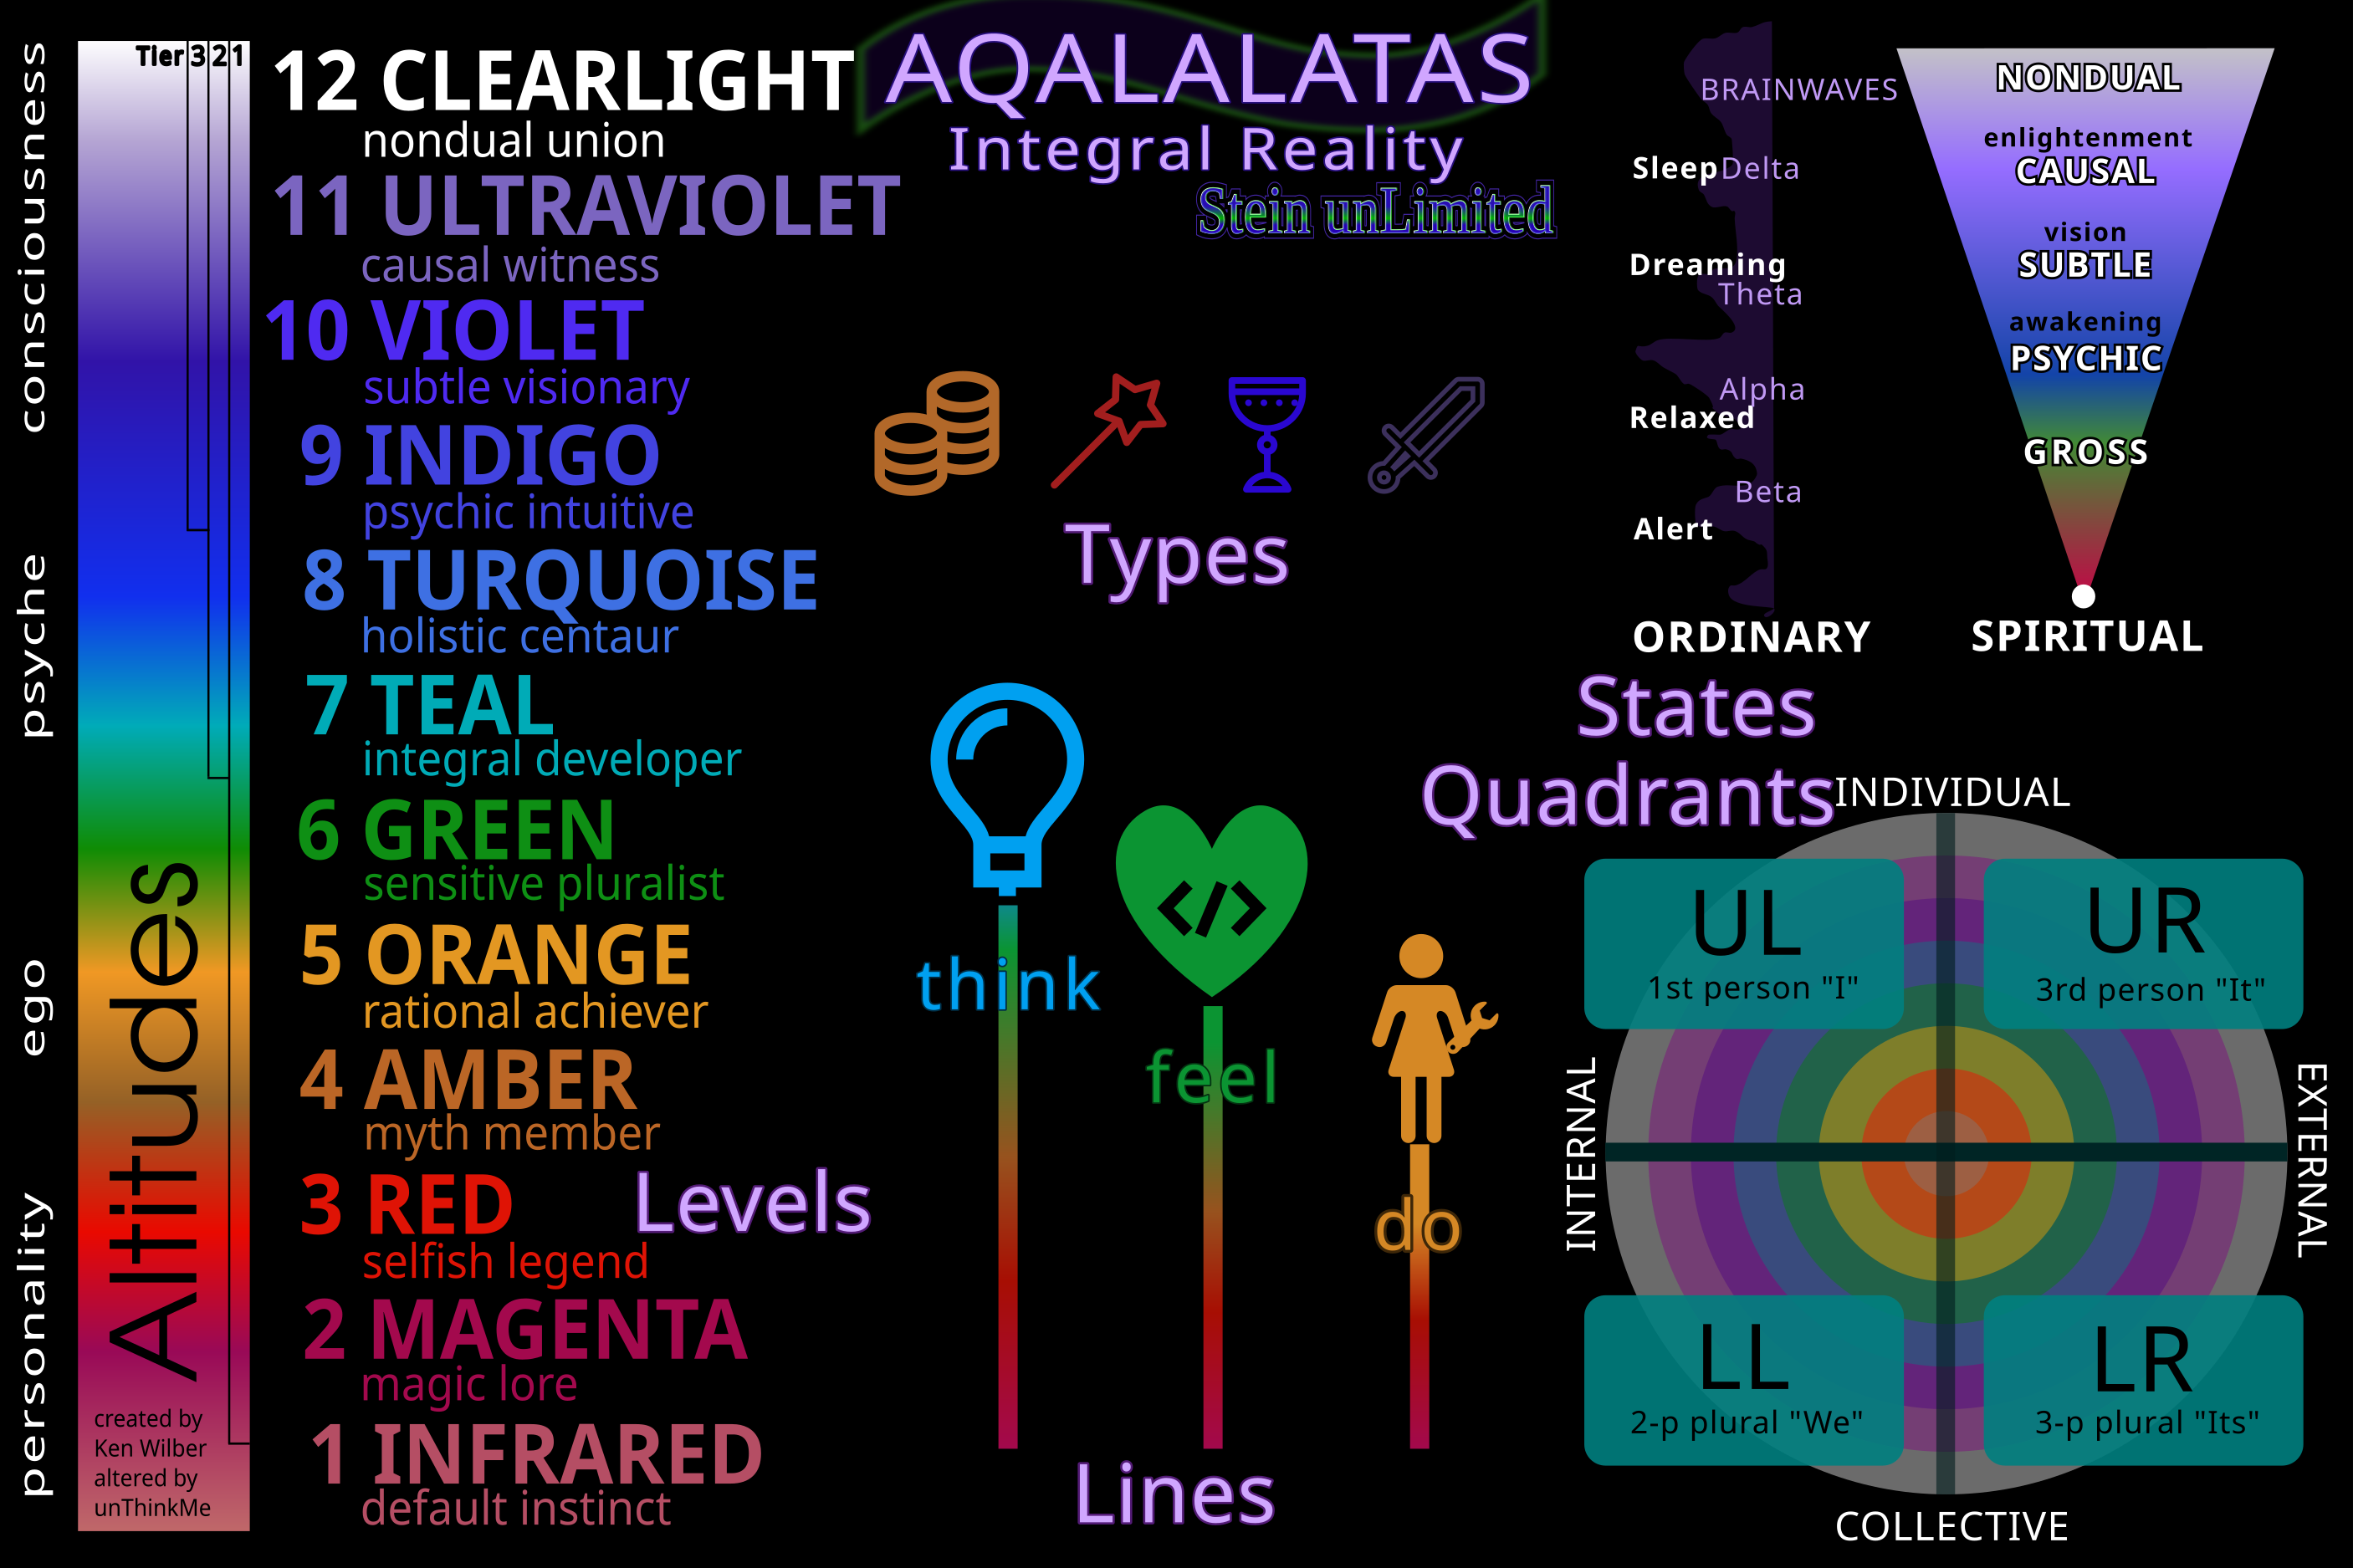 consciousness
psyche
ego
personality
Tier 3 2 1
Altitudes
created by
Ken Wilber
altered by
unThinkMe
12 CLEARLIGHT
nondual union
11 ULTRAVIOLET
causal witness
10 VIOLET
subtle visionary
9 INDIGO
psychic intuitive
8 TURQUOISE
holistic centaur
7 TEAL
integral developer
6 GREEN
sensitive pluralist
5 ORANGE
rational achiever
4 AMBER
myth member
3 RED
selfish legend
2 MAGENTA
magic lore
1 INFRARED
default instinct
Levels
AQALALATAS
Integral Reality
Stein unLimited
Types
think
feel
do
Lines
BRAINWAVES
Sleep Delta
Dreaming
Theta
Alpha
Relaxed
Beta
Alert
ORDINARY
NONDUAL
enlightenment
CAUSAL
vision
SUBTLE
awakening
PSYCHIC
GROSS
SPIRITUAL
States
Quadrants
INDIVIDUAL
UL
1st person "I"
UR
3rd person "It"
INTERNAL
EXTERNAL
LL
2-p plural "We"
LR
3-p plural "Its"
COLLECTIVE